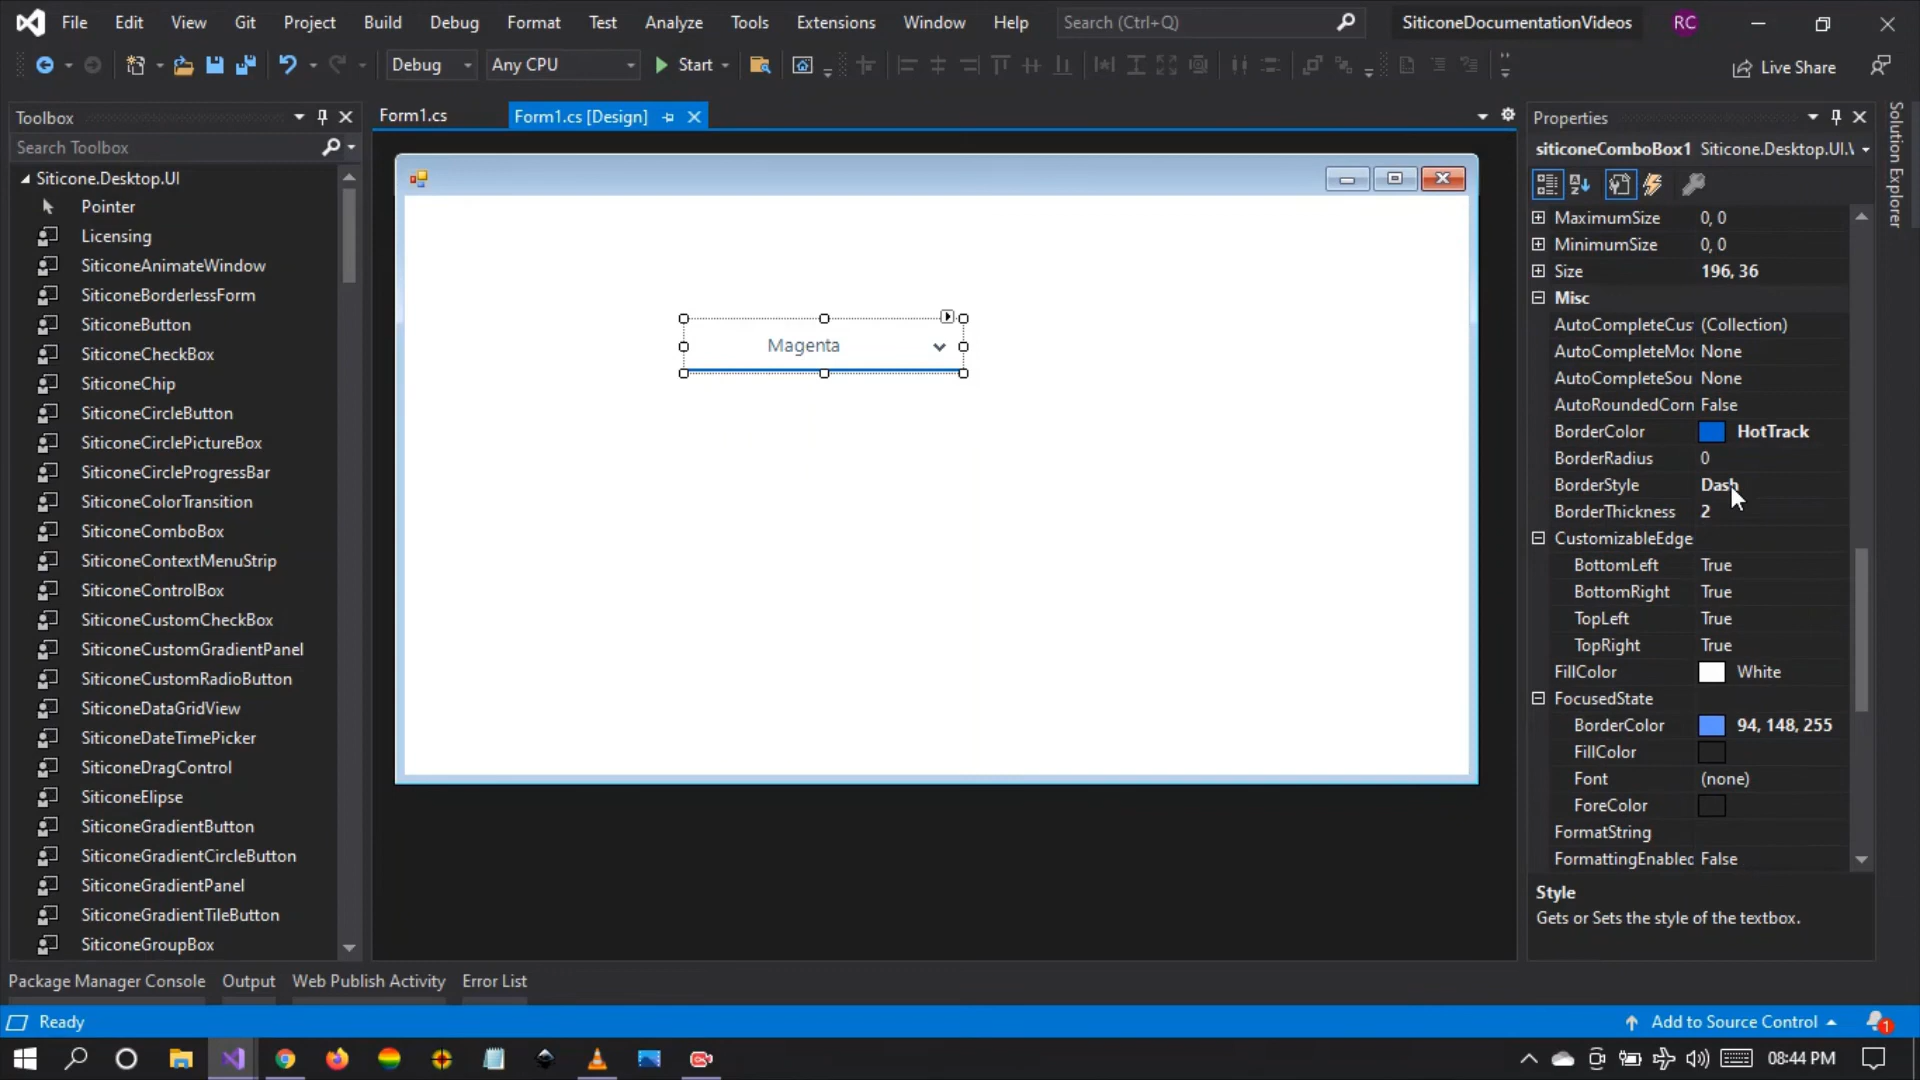 File Edit View Git Project Build Debug Format Test Analyze Tools Extensions Window Help Search (Ctrl+Q) SiticoneDocumentationVideos RC
Debug Any CPU Start Live Share
Toolbox
Search Toolbox
Siticone.Desktop.UI
Pointer
Licensing
SiticoneAnimateWindow
SiticoneBorderlessForm
SiticoneButton
SiticoneCheckBox
SiticoneChip
SiticoneCircleButton
SiticoneCirclePictureBox
SiticoneCircleProgressBar
SiticoneColorTransition
SiticoneComboBox
SiticoneContextMenuStrip
SiticoneControlBox
SiticoneCustomCheckBox
SiticoneCustomGradientPanel
SiticoneCustomRadioButton
SiticoneDataGridView
SiticoneDateTimePicker
SiticoneDragControl
SiticoneElipse
SiticoneGradientButton
SiticoneGradientCircleButton
SiticoneGradientPanel
SiticoneGradientTileButton
SiticoneGroupBox
Form1.cs Form1.cs [Design]
Magenta
Properties
siticoneComboBox1 Siticone.Desktop.UI.\
MaximumSize 0, 0
MinimumSize 0, 0
Size 196, 36
Misc
AutoCompleteCus (Collection)
AutoCompleteMoc None
AutoCompleteSou None
AutoRoundedCorn False
BorderColor HotTrack
BorderRadius 0
BorderStyle Dash
BorderThickness 2
CustomizableEdge
BottomLeft True
BottomRight True
TopLeft True
TopRight True
FillColor White
FocusedState
BorderColor 94, 148, 255
FillColor
Font (none)
ForeColor
FormatString
FormattingEnablec False
Style
Gets or Sets the style of the textbox.
Solution Explorer
Package Manager Console Output Web Publish Activity Error List
Ready Add to Source Control 1
08:44 PM